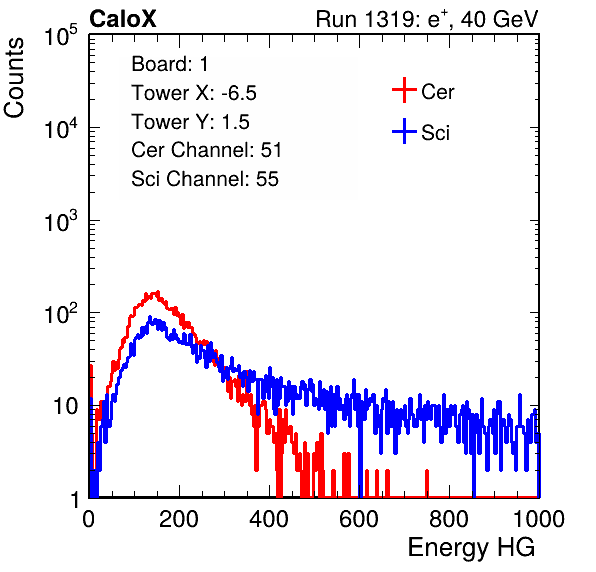 CaloX Run 1319: e⁺, 40 GeV
Counts
Board: 1
Tower X: -6.5
Tower Y: 1.5
Cer Channel: 51
Sci Channel: 55
Cer
Sci
10⁵
10⁴
10³
10²
10
1
0 200 400 600 800 1000
Energy HG